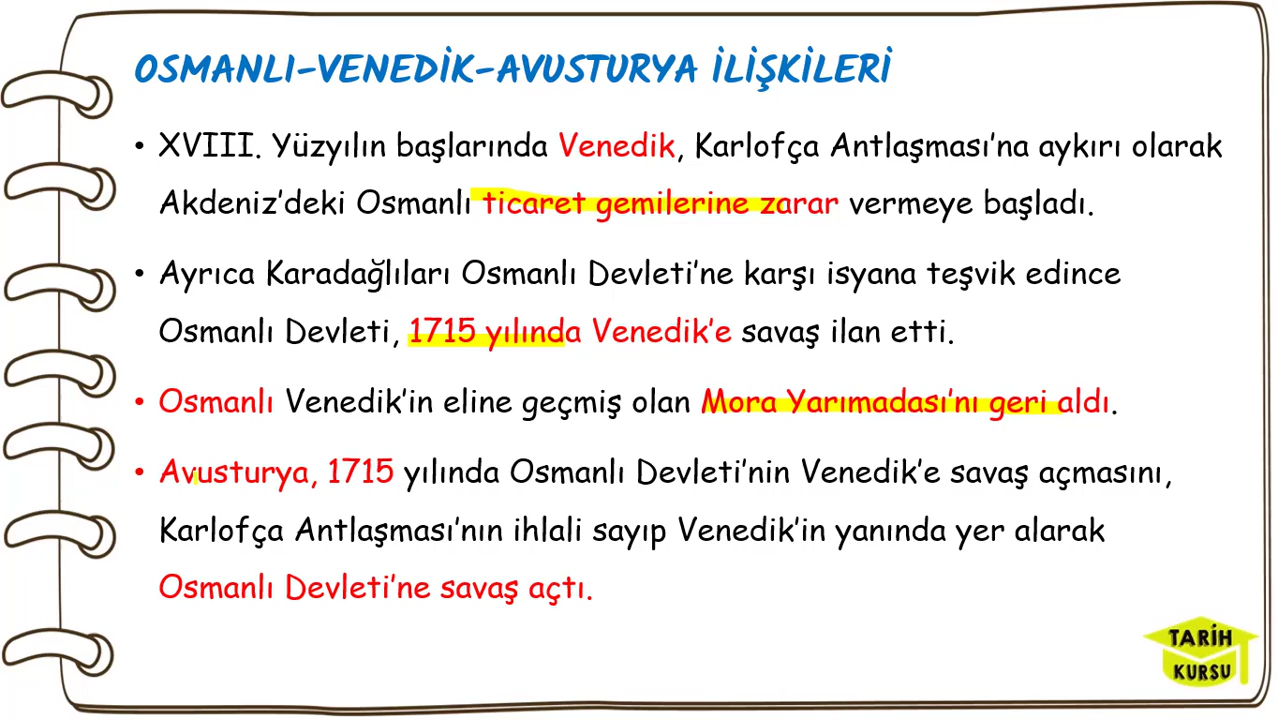 OSMANLI-VENEDİK-AVUSTURYA İLİŞKİLERİ
• XVIII. Yüzyılın başlarında Venedik, Karlofça Antlaşması'na aykırı olarak
Akdeniz'deki Osmanlı ticaret gemilerine zarar vermeye başladı.
• Ayrıca Karadağlıları Osmanlı Devleti'ne karşı isyana teşvik edince
Osmanlı Devleti, 1715 yılında Venedik'e savaş ilan etti.
• Osmanlı Venedik'in eline geçmiş olan Mora Yarımadası'nı geri aldı.
• Avusturya, 1715 yılında Osmanlı Devleti'nin Venedik'e savaş açmasını,
Karlofça Antlaşması'nın ihlali sayıp Venedik'in yanında yer alarak
Osmanlı Devleti'ne savaş açtı.
TARİH
KURSU